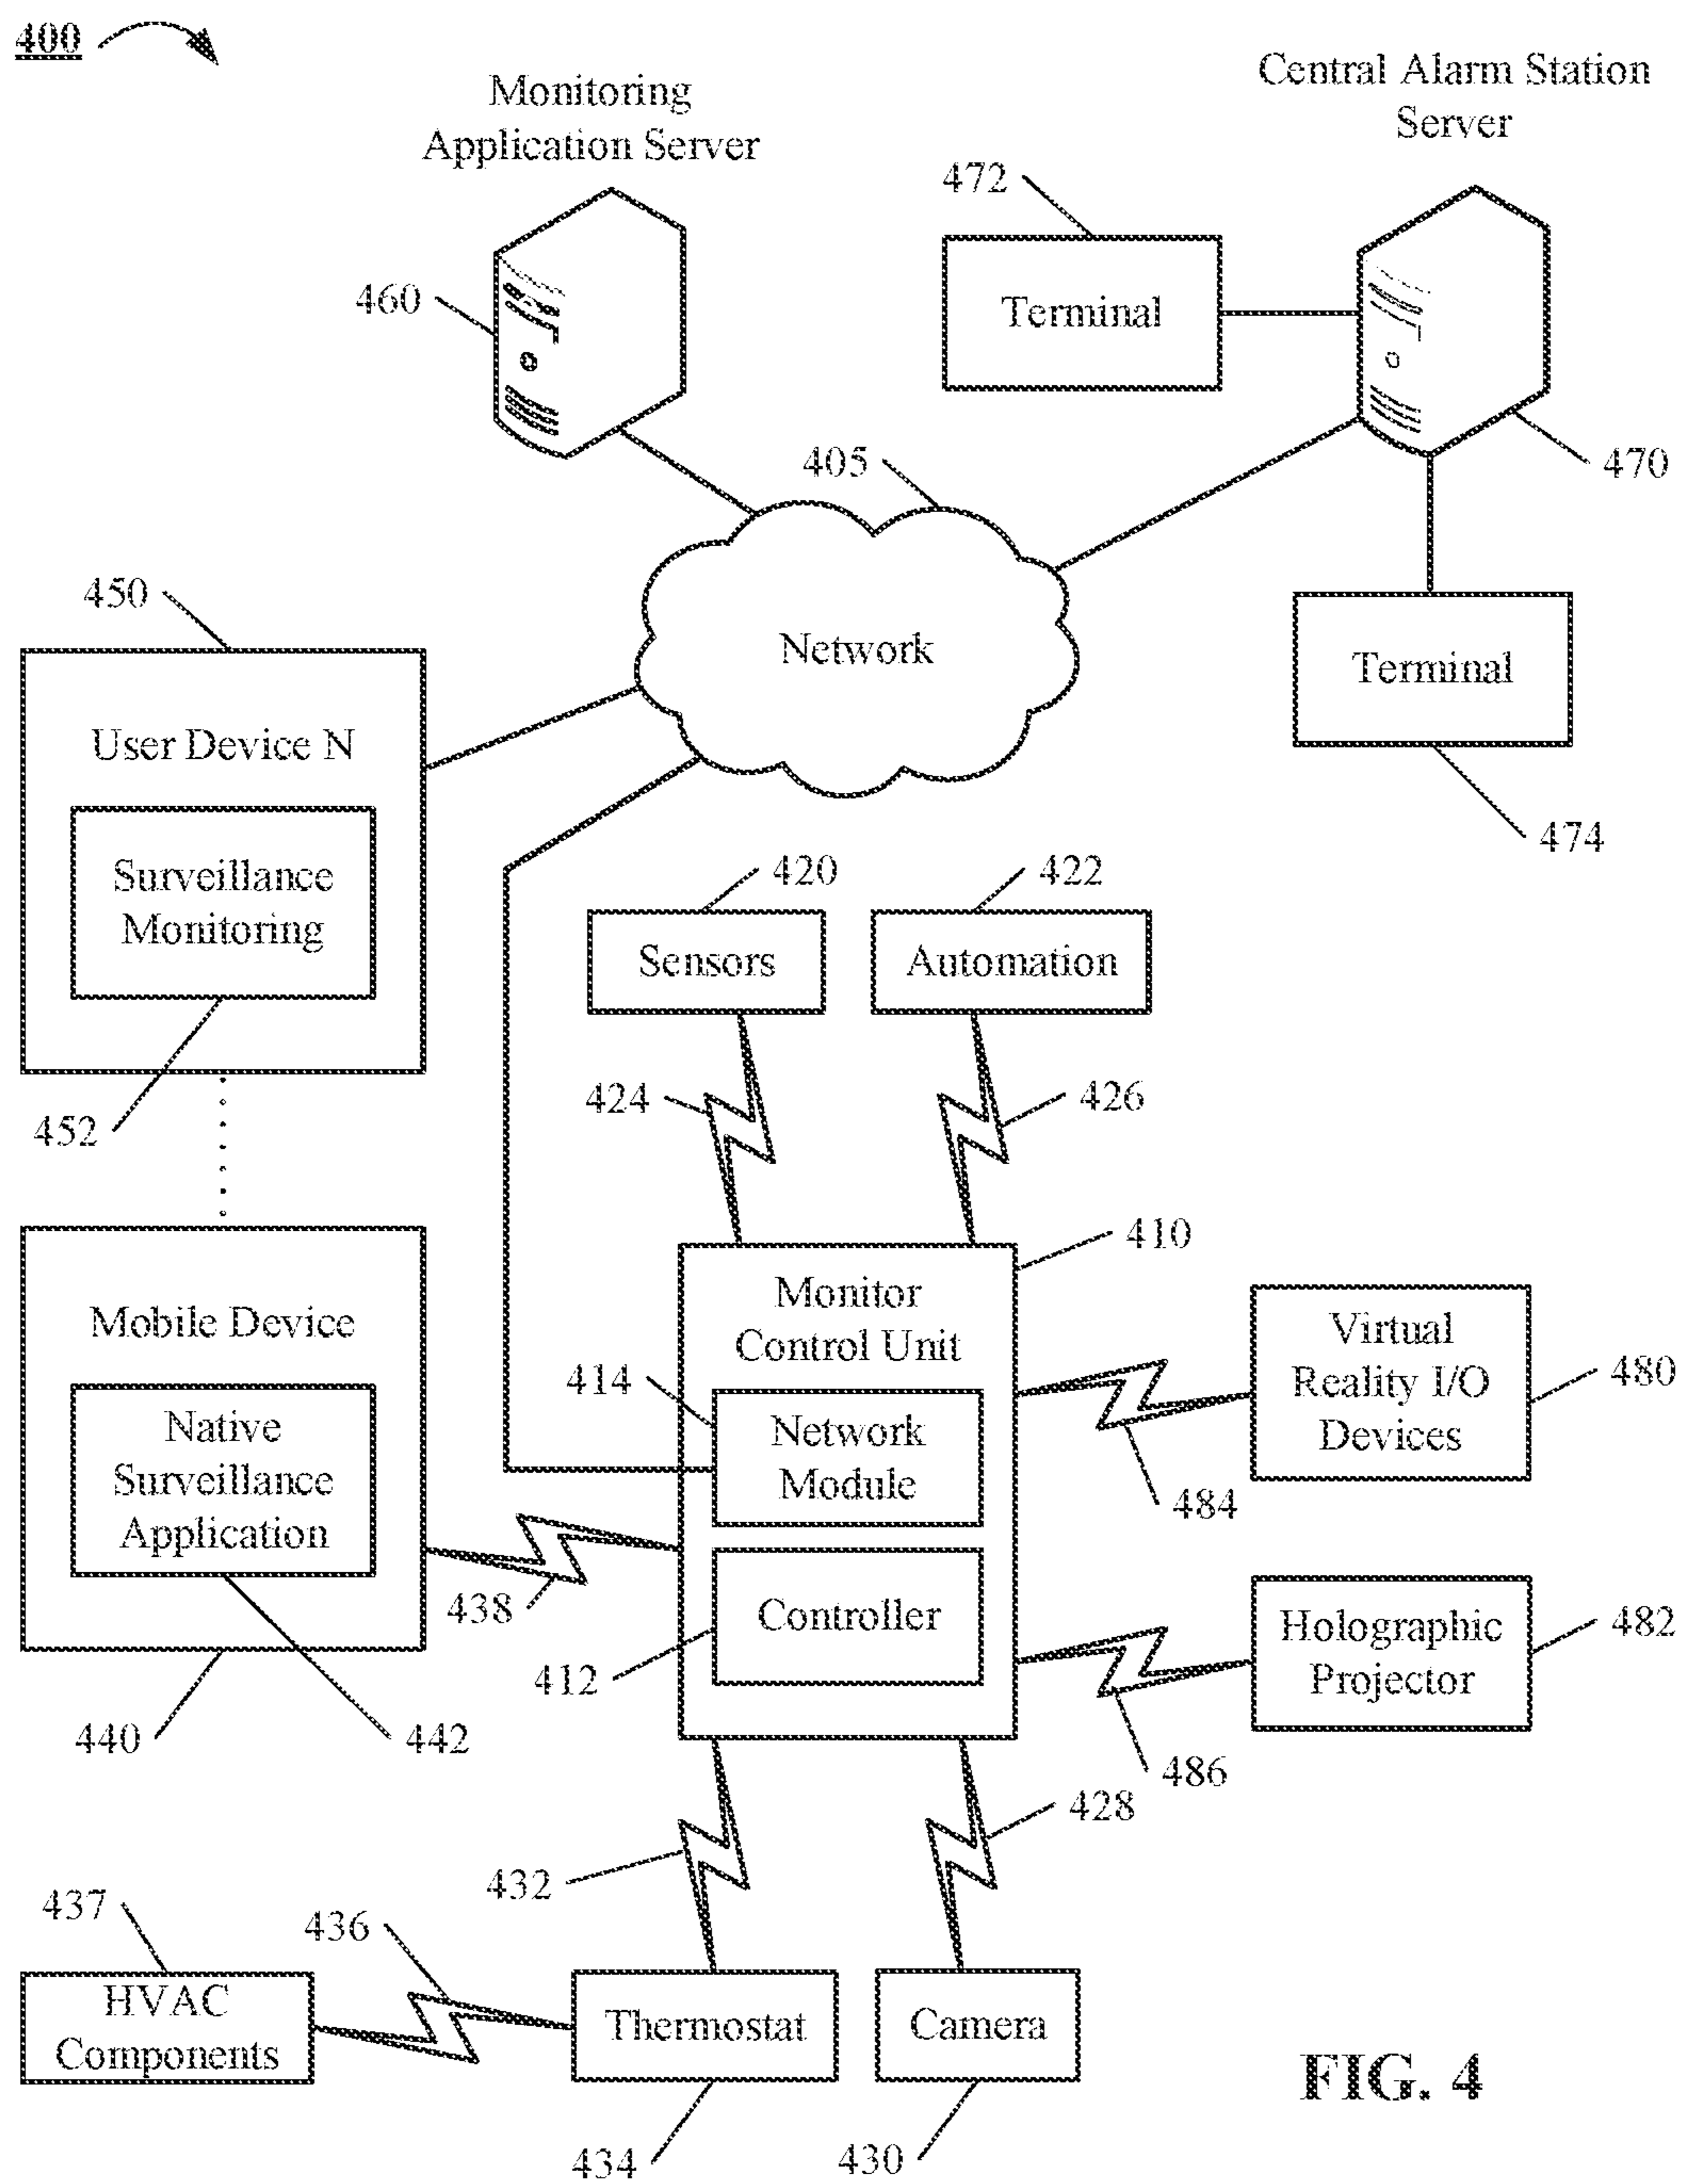 400
Monitoring
Application Server
Central Alarm Station
Server
472
Terminal
460
470
405
Network
450
User Device N
Surveillance
Monitoring
452
Terminal
474
420
Sensors
422
Automation
424
426
410
Monitor
Control Unit
414
Network
Module
Controller
412
Mobile Device
Native
Surveillance
Application
438
440
442
Virtual
Reality I/O
Devices
480
484
Holographic
Projector
482
486
428
432
437
436
HVAC
Components
Thermostat
Camera
434
430
FIG. 4